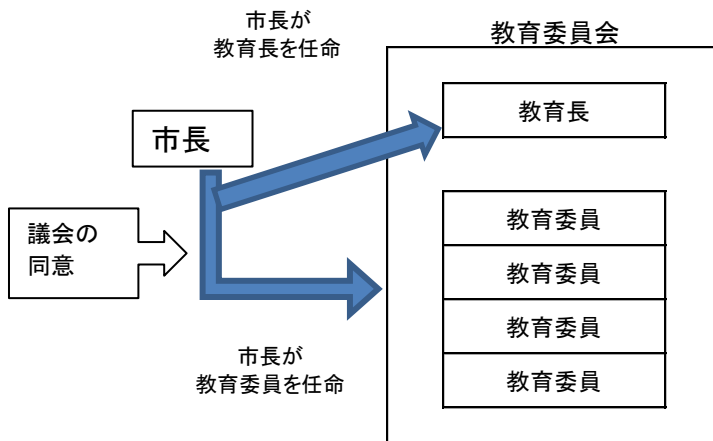 市長が
教育長を任命
教育委員会
教育長
市長
議会の
同意
教育委員
教育委員
教育委員
教育委員
市長が
教育委員を任命